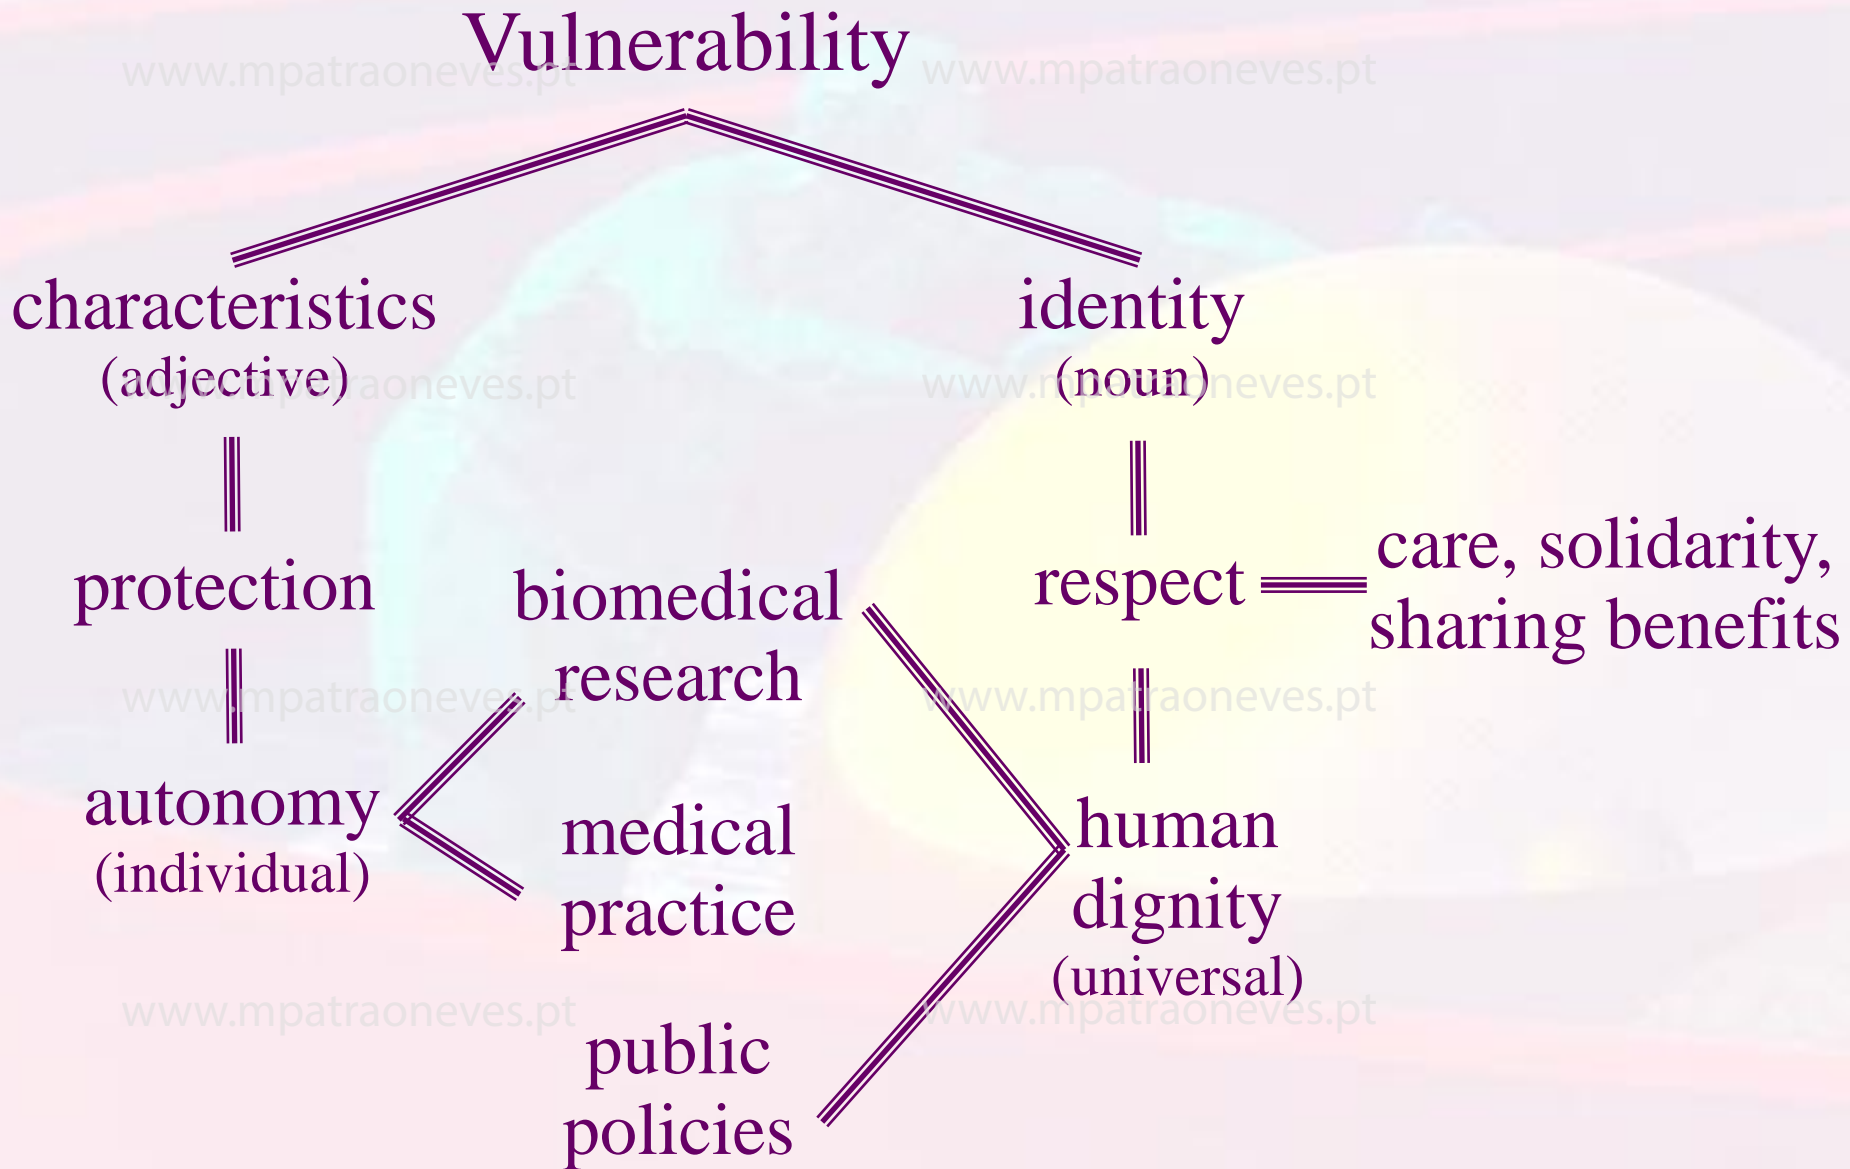 Vulnerability
www.mpatraoneves.pt www.mpatraoneves.pt
characteristics
(adjective)
identity
(noun)
www.mpatraoneves.pt www.mpatraoneves.pt
protection
biomedical
research
respect
care, solidarity,
sharing benefits
www.mpatraoneves.pt www.mpatraoneves.pt
autonomy
(individual)
medical
practice
human
dignity
(universal)
www.mpatraoneves.pt www.mpatraoneves.pt
public
policies